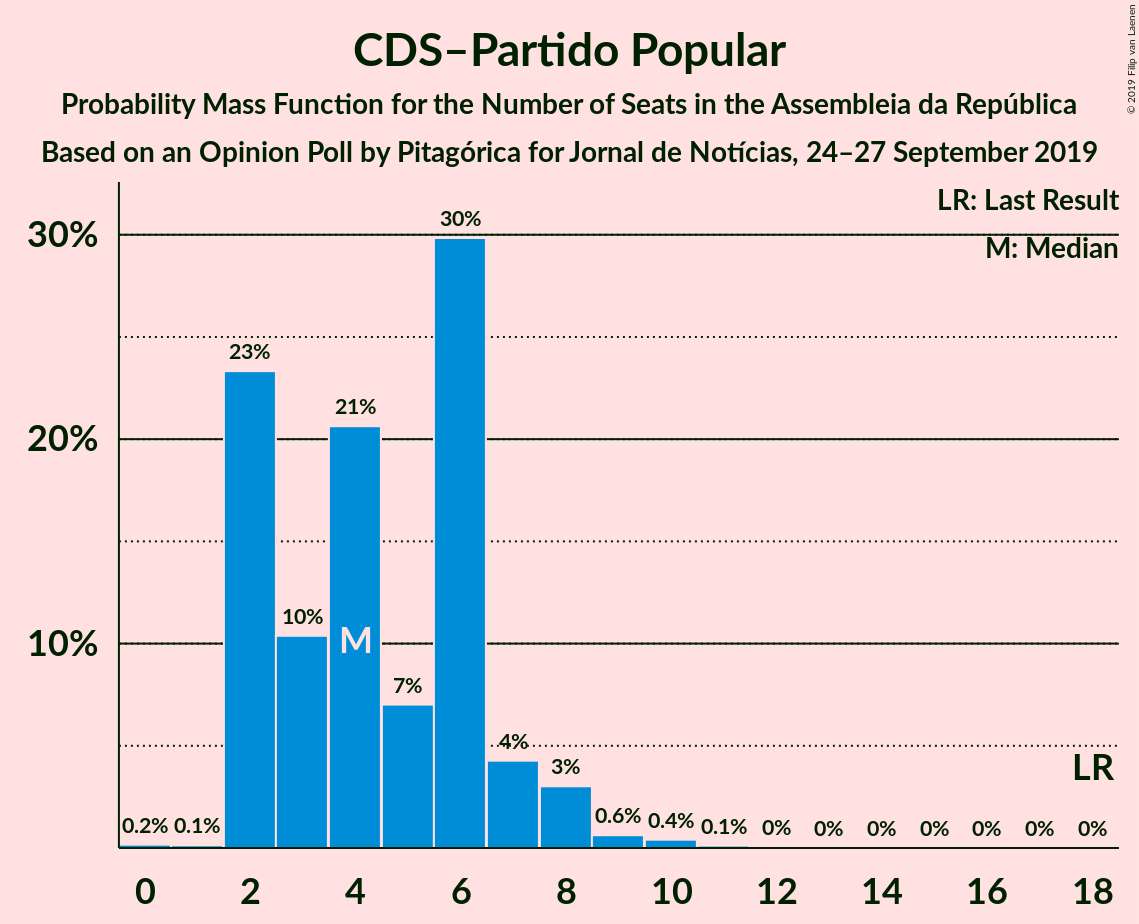 CDS–Partido Popular
Probability Mass Function for the Number of Seats in the Assembleia da República
Based on an Opinion Poll by Pitagórica for Jornal de Notícias, 24–27 September 2019
© 2019 Filip van Laenen
LR: Last Result
M: Median
30%
20%
10%
0.2% 0.1% 23% 10% 21% 7% 30% 4% 3% 0.6% 0.4% 0.1% 0% 0% 0% 0% 0% 0% 0%
M
LR
0 2 4 6 8 10 12 14 16 18